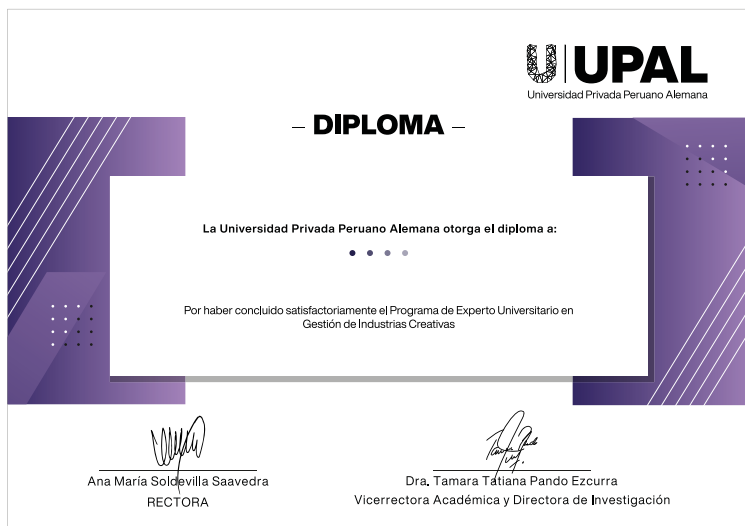 UPAL
Universidad Privada Peruano Alemana
– DIPLOMA –
La Universidad Privada Peruano Alemana otorga el diploma a:
Por haber concluido satisfactoriamente el Programa de Experto Universitario en
Gestión de Industrias Creativas
Ana María Soldevilla Saavedra
RECTORA
Dra. Tamara Tatiana Pando Ezcurra
Vicerrectora Académica y Directora de Investigación